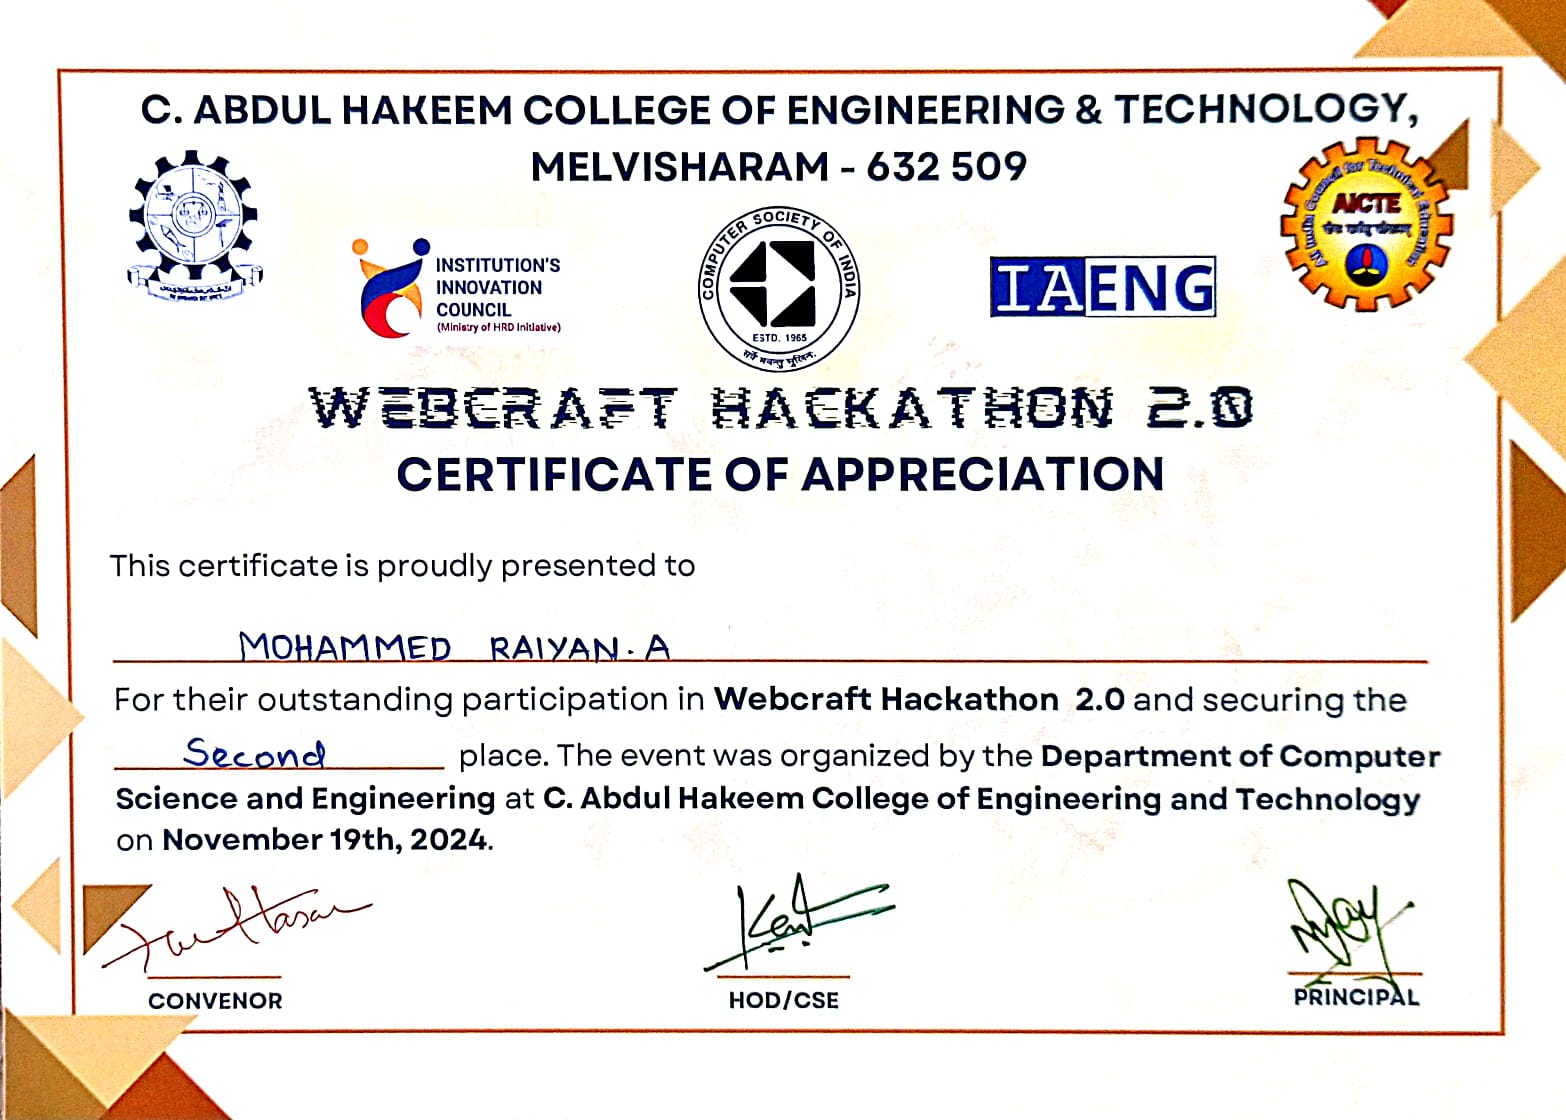 C. ABDUL HAKEEM COLLEGE OF ENGINEERING & TECHNOLOGY,
MELVISHARAM - 632 509
INSTITUTION'S
INNOVATION
COUNCIL
(Ministry of HRD Initiative)
COMPUTER SOCIETY OF INDIA
ESTD. 1965
IAENG
All India Council for Technical Education
AICTE
WEBCRAFT HACKATHON 2.0
CERTIFICATE OF APPRECIATION
This certificate is proudly presented to
MOHAMMED RAIYAN. A
For their outstanding participation in Webcraft Hackathon 2.0 and securing the
Second place. The event was organized by the Department of Computer
Science and Engineering at C. Abdul Hakeem College of Engineering and Technology
on November 19th, 2024.
CONVENOR
HOD/CSE
PRINCIPAL